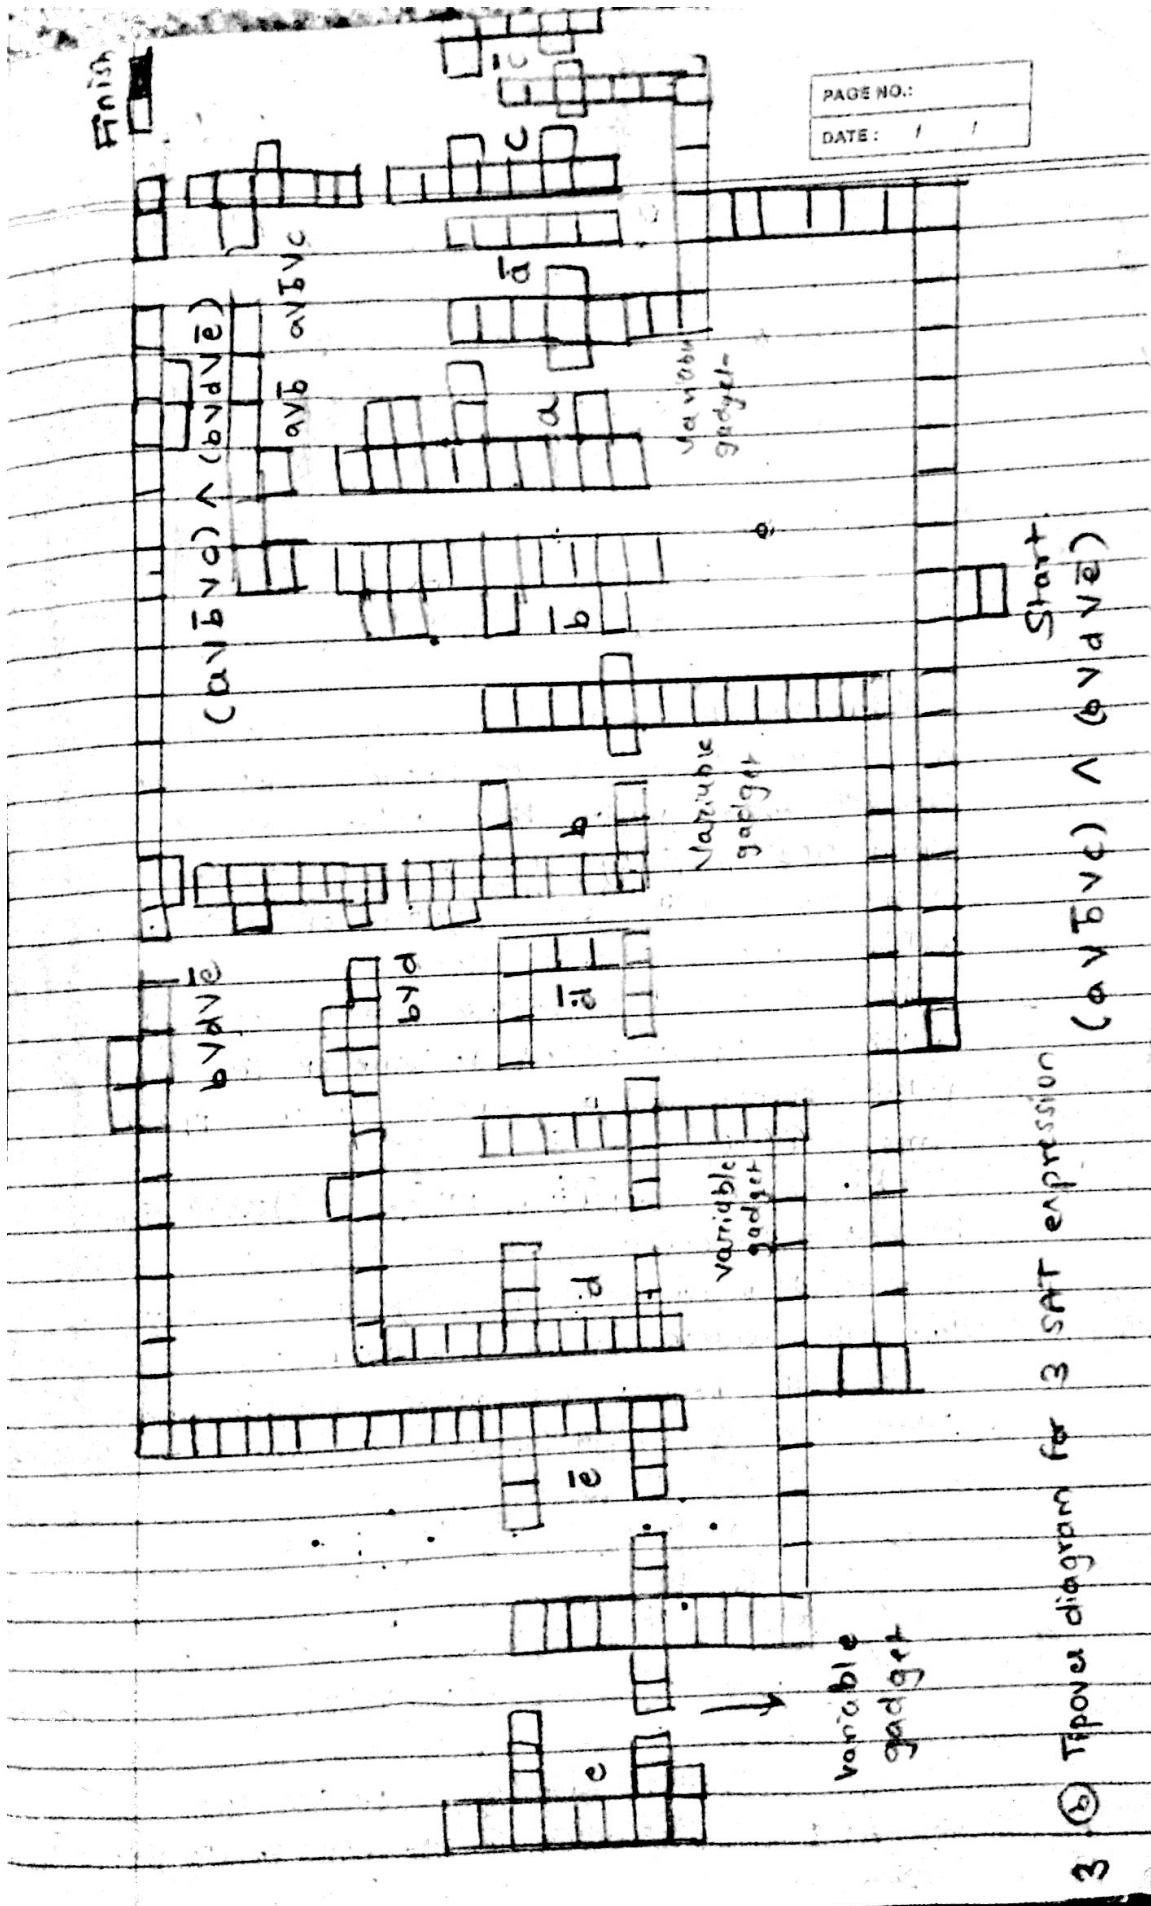 PAGE NO.:
DATE: / /
Finish
c̅
c
(a∨b̅∨c) ∧ (b∨d∨e̅)
a∨b̅∨c
a∨b̅
a̅
a
variable
gadget
b̅
b
variable
gadget
b∨d∨e̅
b∨d
d̅
d
variable
gadget
e̅
e
variable
gadget
Start
3 (b) Tipover diagram for 3 SAT expression (a∨b̅∨c) ∧ (b∨d∨e̅)